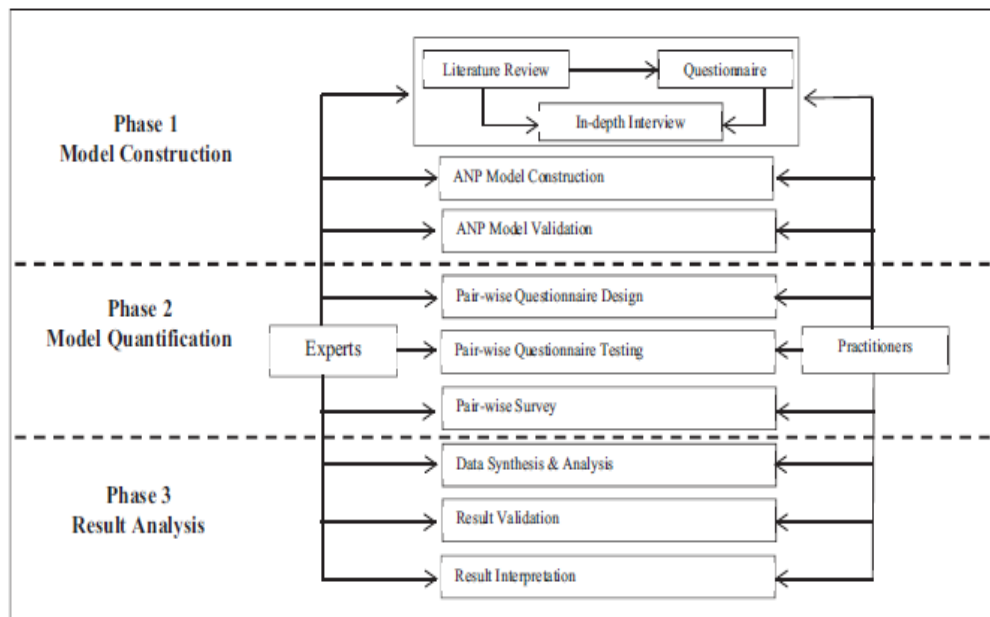 Literature Review
Questionnaire
In-depth Interview
Phase 1
Model Construction
ANP Model Construction
ANP Model Validation
Phase 2
Model Quantification
Pair-wise Questionnaire Design
Experts
Pair-wise Questionnaire Testing
Practitioners
Pair-wise Survey
Phase 3
Result Analysis
Data Synthesis & Analysis
Result Validation
Result Interpretation